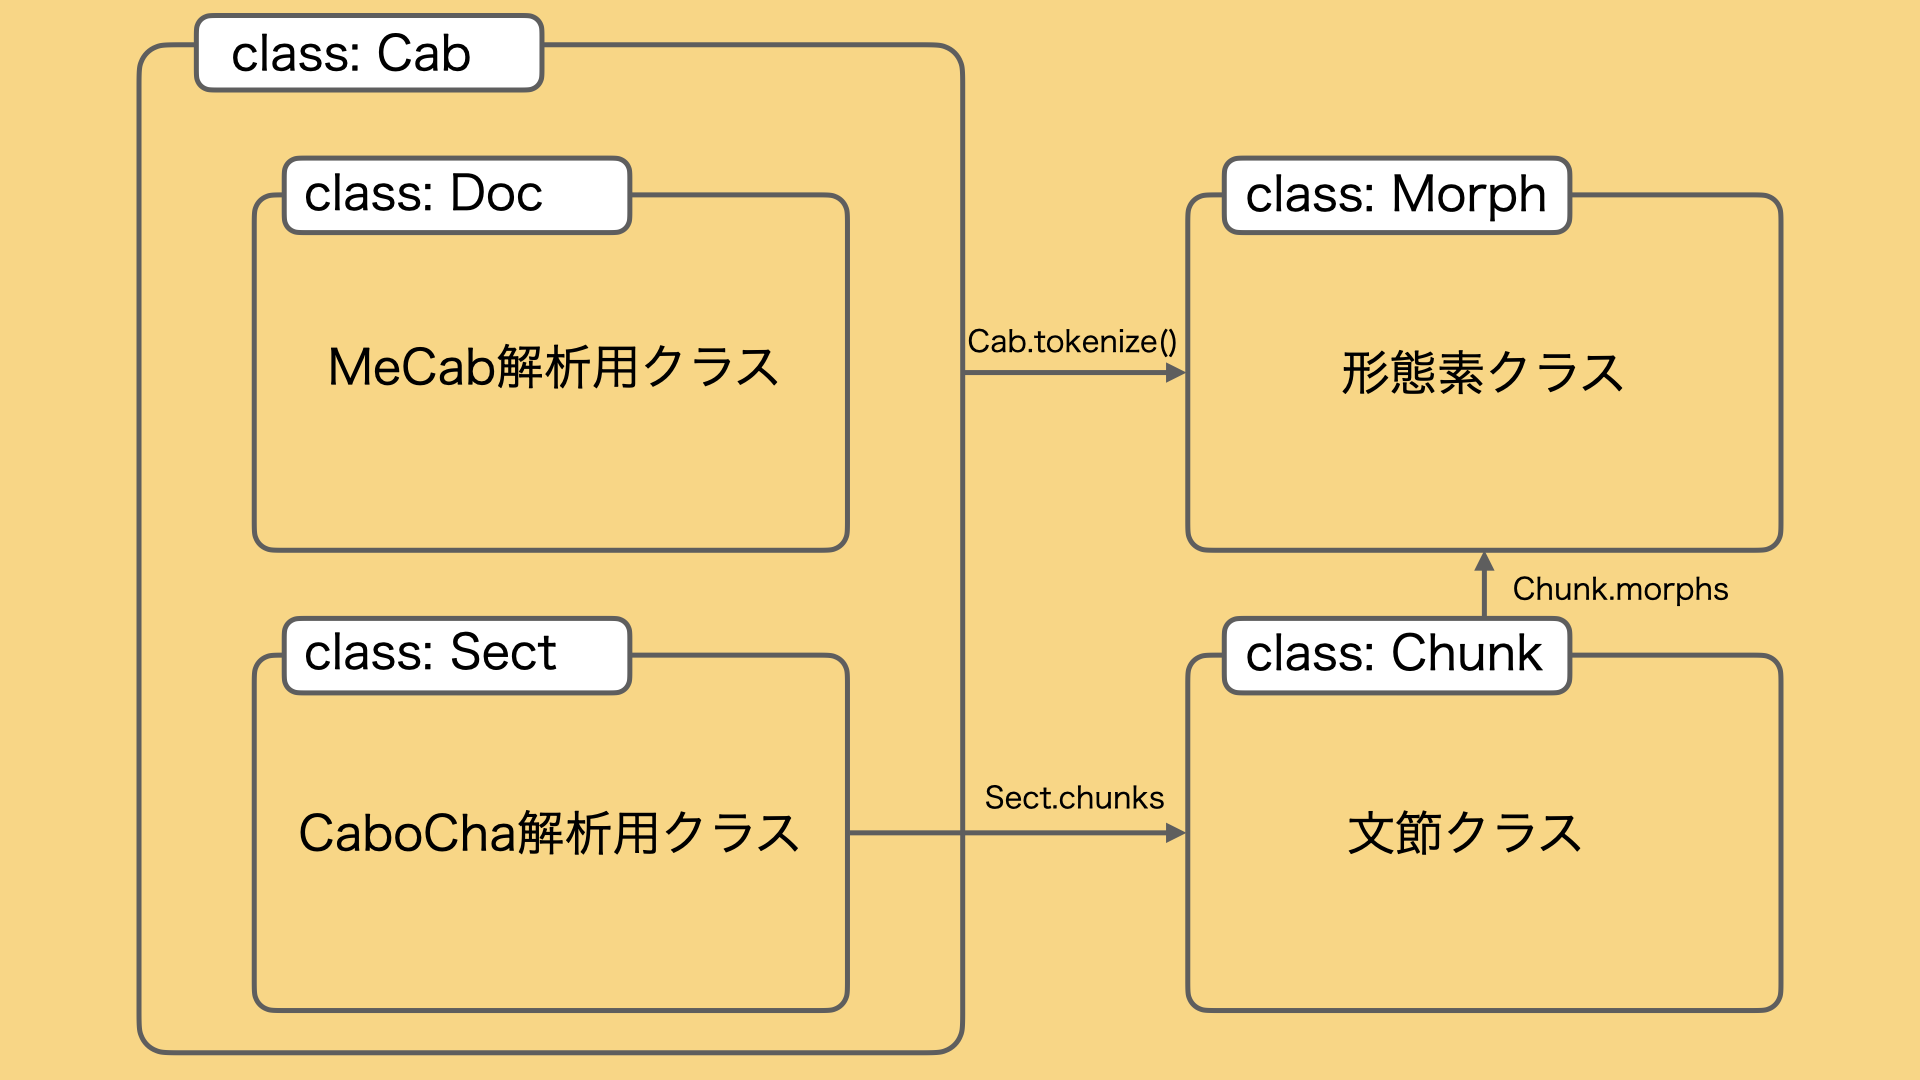 class: Cab
class: Doc
MeCab解析用クラス
class: Sect
CaboCha解析用クラス
Cab.tokenize()
Sect.chunks
class: Morph
形態素クラス
Chunk.morphs
class: Chunk
文節クラス